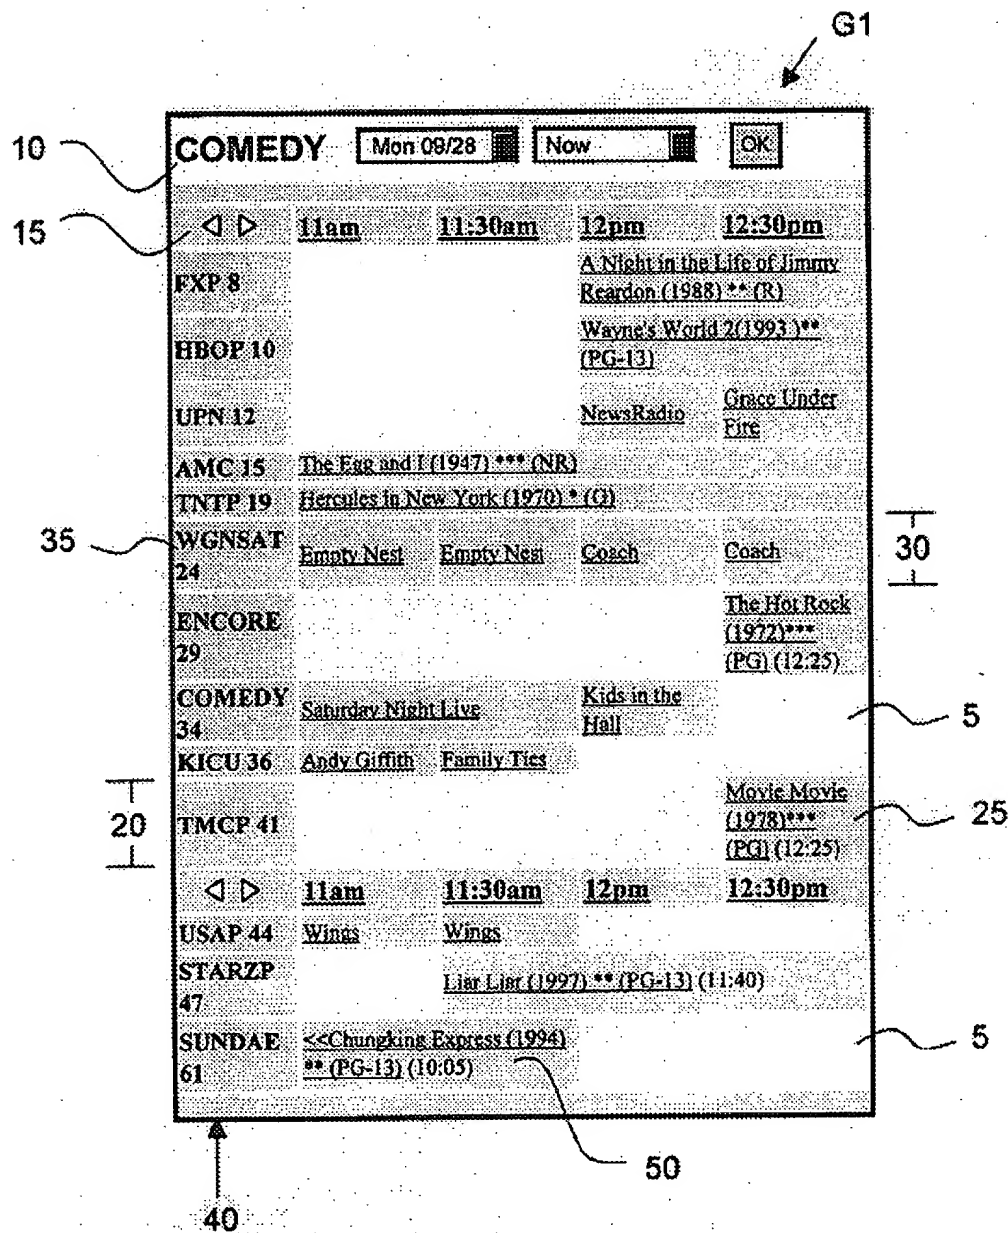 G1
10
COMEDY Mon 09/28 Now OK
15
11am 11:30am 12pm 12:30pm
FXP 8 A Night in the Life of Jimmy
Reardon (1988) ** (R)
HBOP 10 Wayne's World 2(1993 )**
(PG-13)
UPN 12 NewsRadio Grace Under
Fire
AMC 15 The Egg and I (1947) *** (NR)
TNTP 19 Hercules in New York (1970) * (G)
35
30
WGNSAT
24 Empty Nest Empty Nest Coach Coach
ENCORE
29 The Hot Rock
(1972)***
(PG) (12:25)
COMEDY
34 Saturday Night Live Kids in the
Hall
5
KICU 36 Andy Giffith Family Ties
20
TMCP 41 Movie Movie
(1978)***
(PG) (12:25)
25
11am 11:30am 12pm 12:30pm
USAP 44 Wings Wings
STARZP
47 Liar Liar (1997) ** (PG-13) (11:40)
SUNDAE
61 <<Chungking Express (1994)
** (PG-13) (10:05)
5
50
40